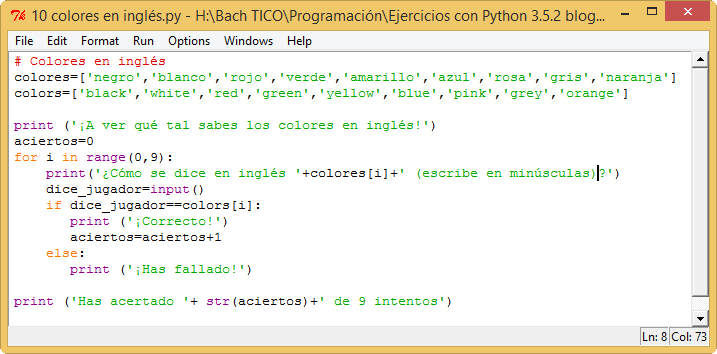 10 colores en inglés.py - H:\Bach TICO\Programación\Ejercicios con Python 3.5.2 blog...
File Edit Format Run Options Windows Help
# Colores en inglés
colores=['negro','blanco','rojo','verde','amarillo','azul','rosa','gris','naranja']
colors=['black','white','red','green','yellow','blue','pink','grey','orange']
print ('¡A ver qué tal sabes los colores en inglés!')
aciertos=0
for i in range(0,9):
    print('¿Cómo se dice en inglés '+colores[i]+' (escribe en minúsculas)?')
    dice_jugador=input()
    if dice_jugador==colors[i]:
        print ('¡Correcto!')
        aciertos=aciertos+1
    else:
        print ('¡Has fallado!')
print ('Has acertado '+ str(aciertos)+' de 9 intentos')
Ln: 8 Col: 73